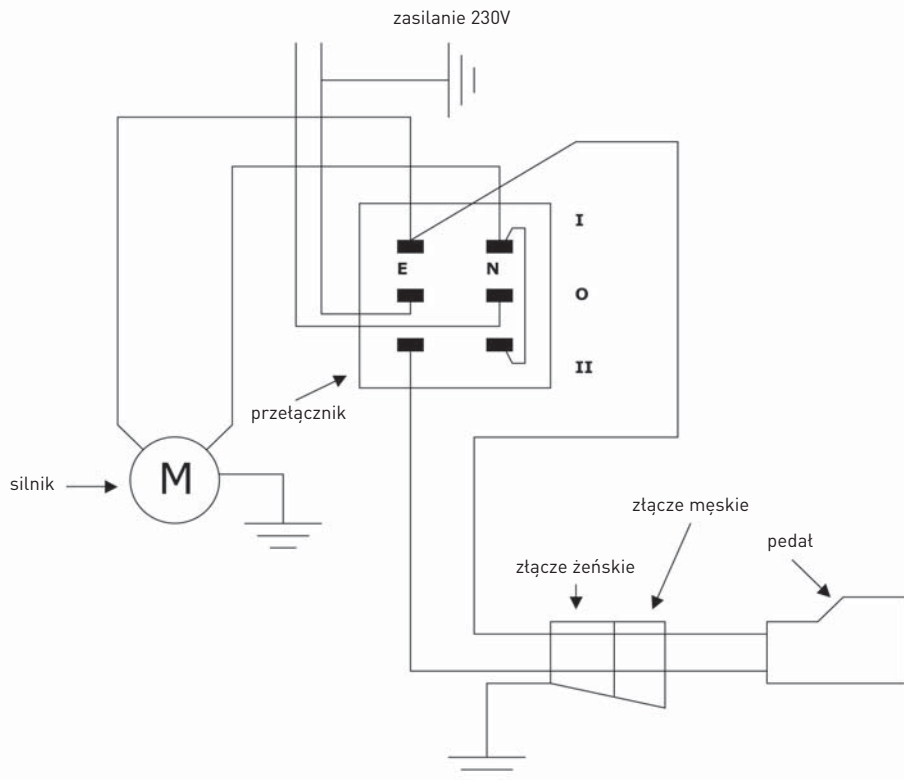 zasilanie 230V
I
E
N
O
II
przełącznik
silnik
M
złącze męskie
pedał
złącze żeńskie